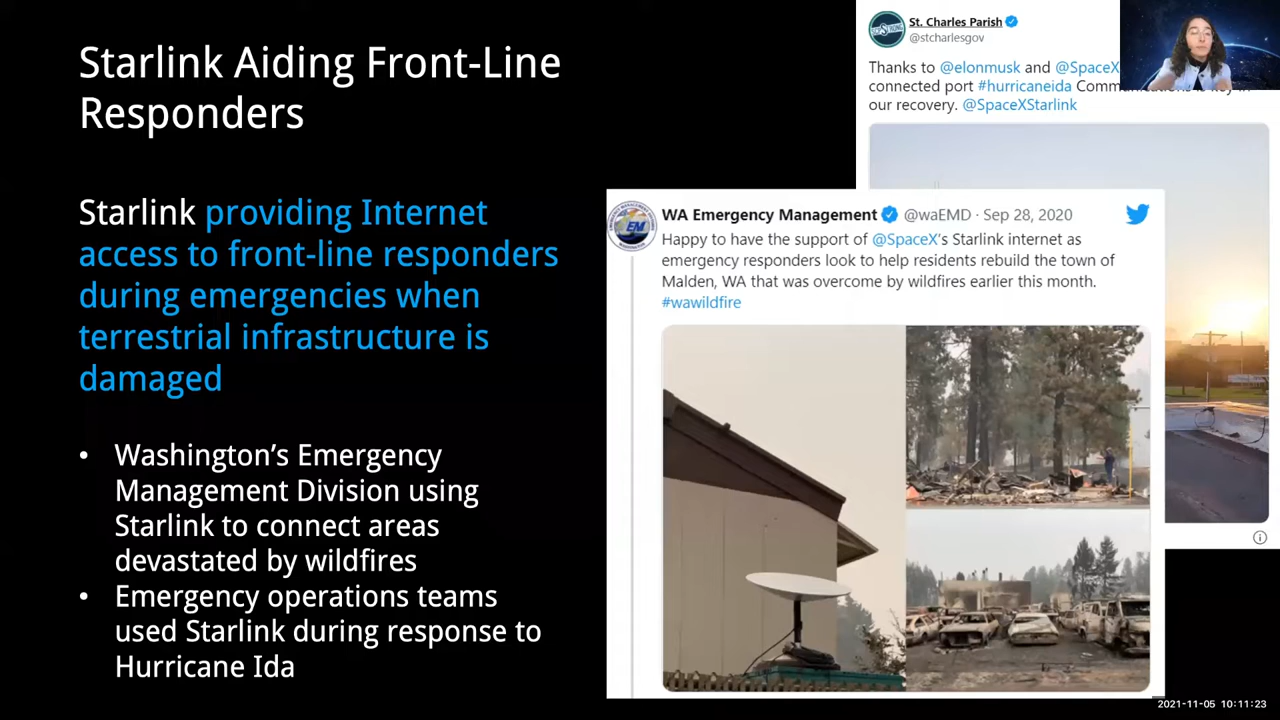 Starlink Aiding Front-Line
Responders
Starlink providing Internet
access to front-line responders
during emergencies when
terrestrial infrastructure is
damaged
• Washington's Emergency
Management Division using
Starlink to connect areas
devastated by wildfires
• Emergency operations teams
used Starlink during response to
Hurricane Ida
St. Charles Parish
@stcharlesgov
Thanks to @elonmusk and @SpaceX
connected port #hurricaneida
our recovery. @SpaceXStarlink
WA Emergency Management @waEMD · Sep 28, 2020
Happy to have the support of @SpaceX's Starlink internet as
emergency responders look to help residents rebuild the town of
Malden, WA that was overcome by wildfires earlier this month.
#wawildfire
EM
2021-11-05 10:11:23